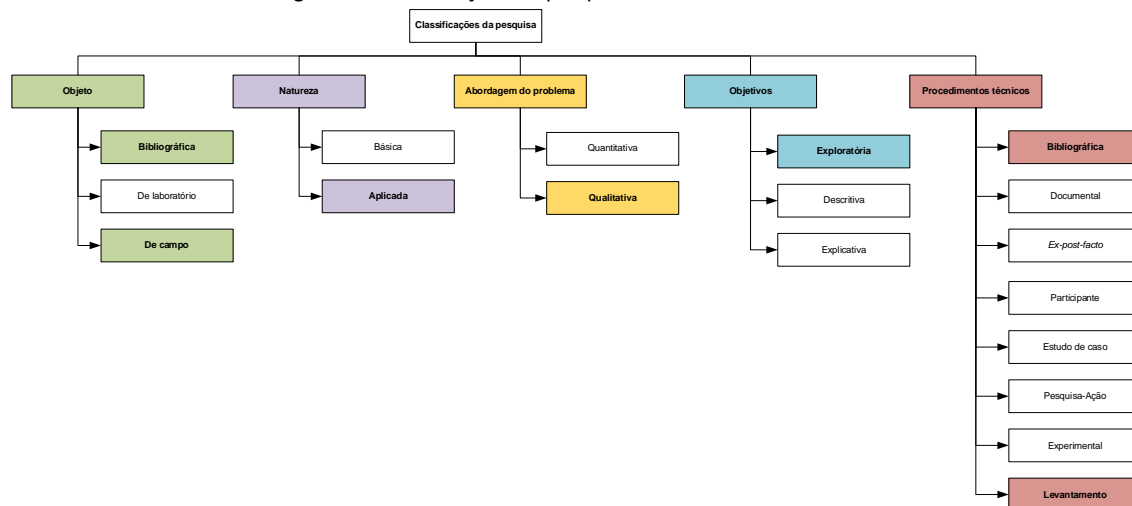 Classificações da pesquisa
Objeto
Natureza
Abordagem do problema
Objetivos
Procedimentos técnicos
Bibliográfica
De laboratório
De campo
Básica
Aplicada
Quantitativa
Qualitativa
Exploratória
Descritiva
Explicativa
Bibliográfica
Documental
Ex-post-facto
Participante
Estudo de caso
Pesquisa-Ação
Experimental
Levantamento